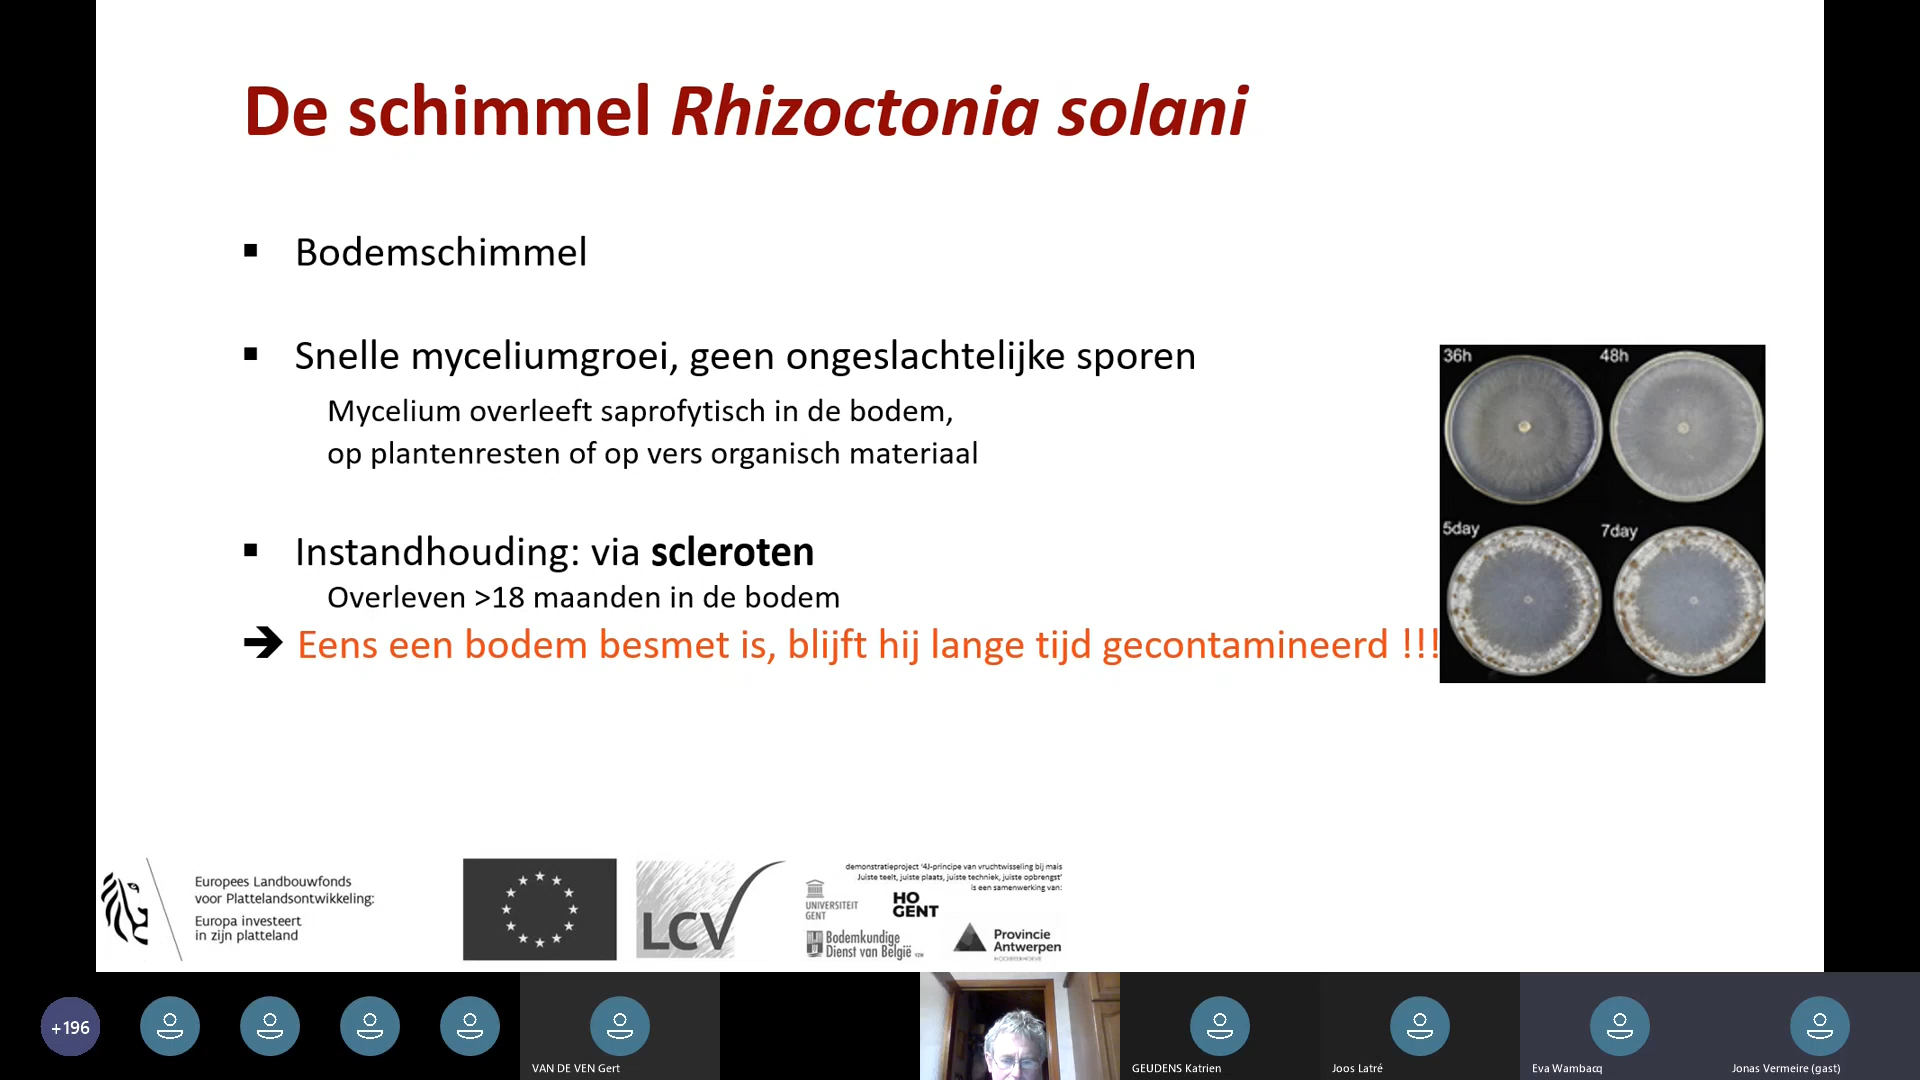 De schimmel Rhizoctonia solani
Bodemschimmel
Snelle myceliumgroei, geen ongeslachtelijke sporen
Mycelium overleeft saprofytisch in de bodem,
op plantenresten of op vers organisch materiaal
Instandhouding: via scleroten
Overleven >18 maanden in de bodem
➔ Eens een bodem besmet is, blijft hij lange tijd gecontamineerd !!!
36h
48h
5day
7day
Europees Landbouwfonds
voor Plattelandsontwikkeling:
Europa investeert
in zijn platteland
LCV
demonstratieproject '4J-principe van vruchtwisseling bij mais
Juiste teelt, juiste plaats, juiste techniek, juiste opbrengst'
is een samenwerking van:
UNIVERSITEIT
GENT
HO
GENT
Bodemkundige
Dienst van België vzw
Provincie
Antwerpen
+196
VAN DE VEN Gert
GEUDENS Katrien
Joos Latré
Eva Wambacq
Jonas Vermeire (gast)